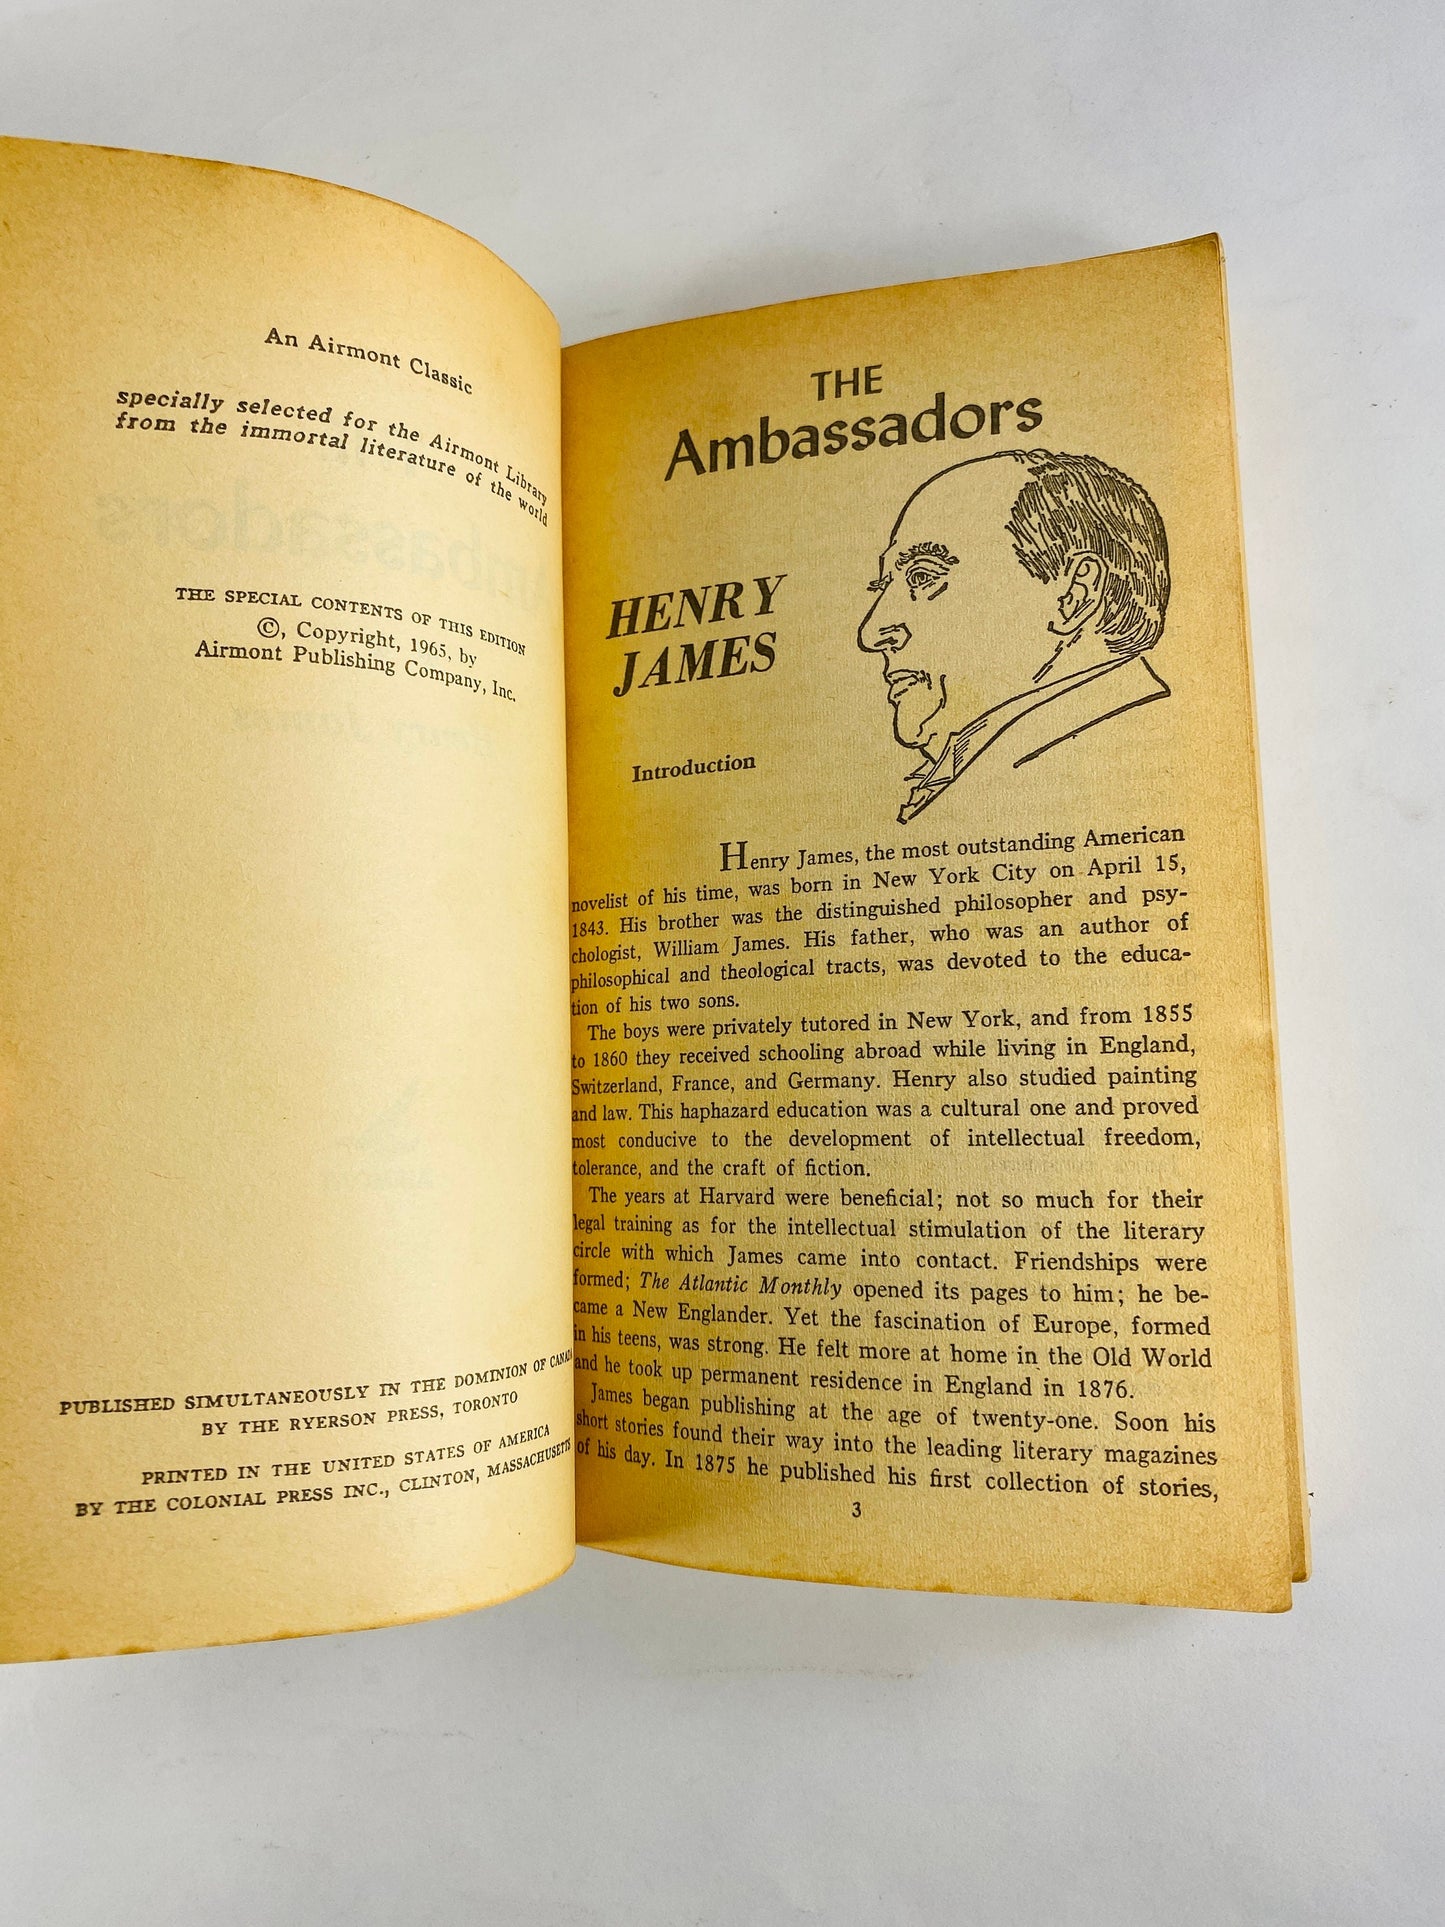 An Airmont Classic
specially selected for the Airmont Library
from the immortal literature of the world
THE SPECIAL CONTENTS OF THIS EDITION
©, Copyright, 1965, by
Airmont Publishing Company, Inc.
PUBLISHED SIMULTANEOUSLY IN THE DOMINION OF CANADA
BY THE RYERSON PRESS, TORONTO
PRINTED IN THE UNITED STATES OF AMERICA
BY THE COLONIAL PRESS INC., CLINTON, MASSACHUSETTS
THE
Ambassadors
HENRY
JAMES
Introduction
Henry James, the most outstanding American
novelist of his time, was born in New York City on April 15,
1843. His brother was the distinguished philosopher and psy-
chologist, William James. His father, who was an author of
philosophical and theological tracts, was devoted to the educa-
tion of his two sons.
The boys were privately tutored in New York, and from 1855
to 1860 they received schooling abroad while living in England,
Switzerland, France, and Germany. Henry also studied painting
and law. This haphazard education was a cultural one and proved
most conducive to the development of intellectual freedom,
tolerance, and the craft of fiction.
The years at Harvard were beneficial; not so much for their
legal training as for the intellectual stimulation of the literary
circle with which James came into contact. Friendships were
formed; The Atlantic Monthly opened its pages to him; he be-
came a New Englander. Yet the fascination of Europe, formed
in his teens, was strong. He felt more at home in the Old World
and he took up permanent residence in England in 1876.
James began publishing at the age of twenty-one. Soon his
short stories found their way into the leading literary magazines
of his day. In 1875 he published his first collection of stories,
3